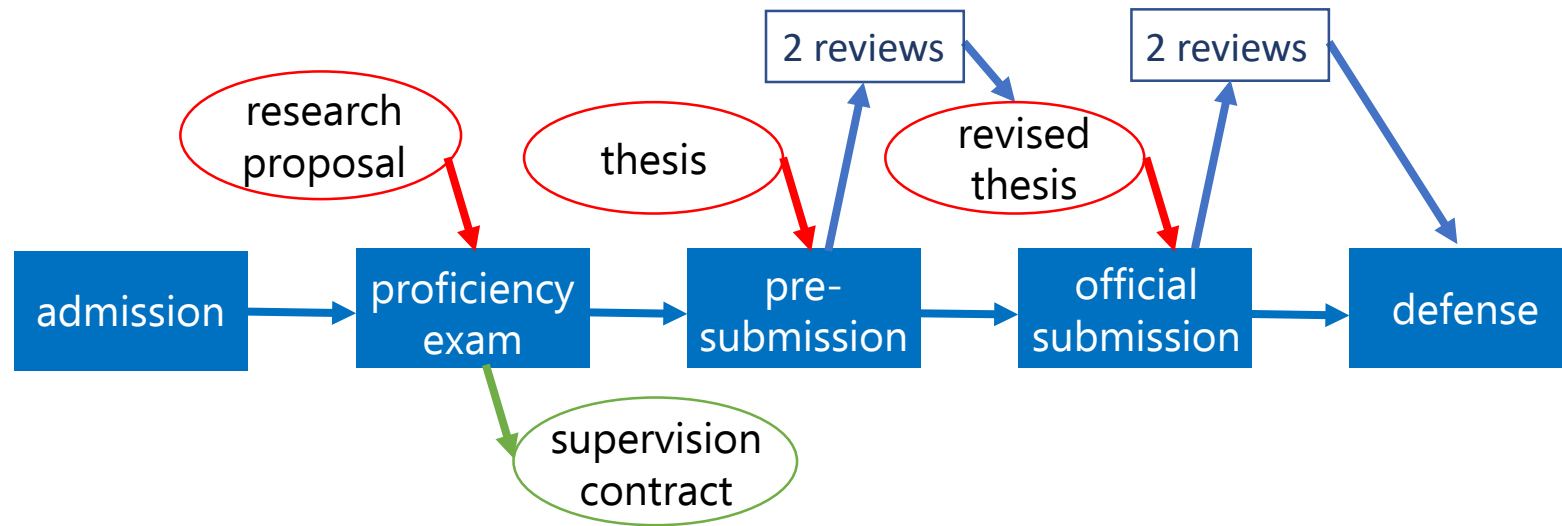 2 reviews
2 reviews
research
proposal
thesis
revised
thesis
admission
proficiency
exam
pre-
submission
official
submission
defense
supervision
contract